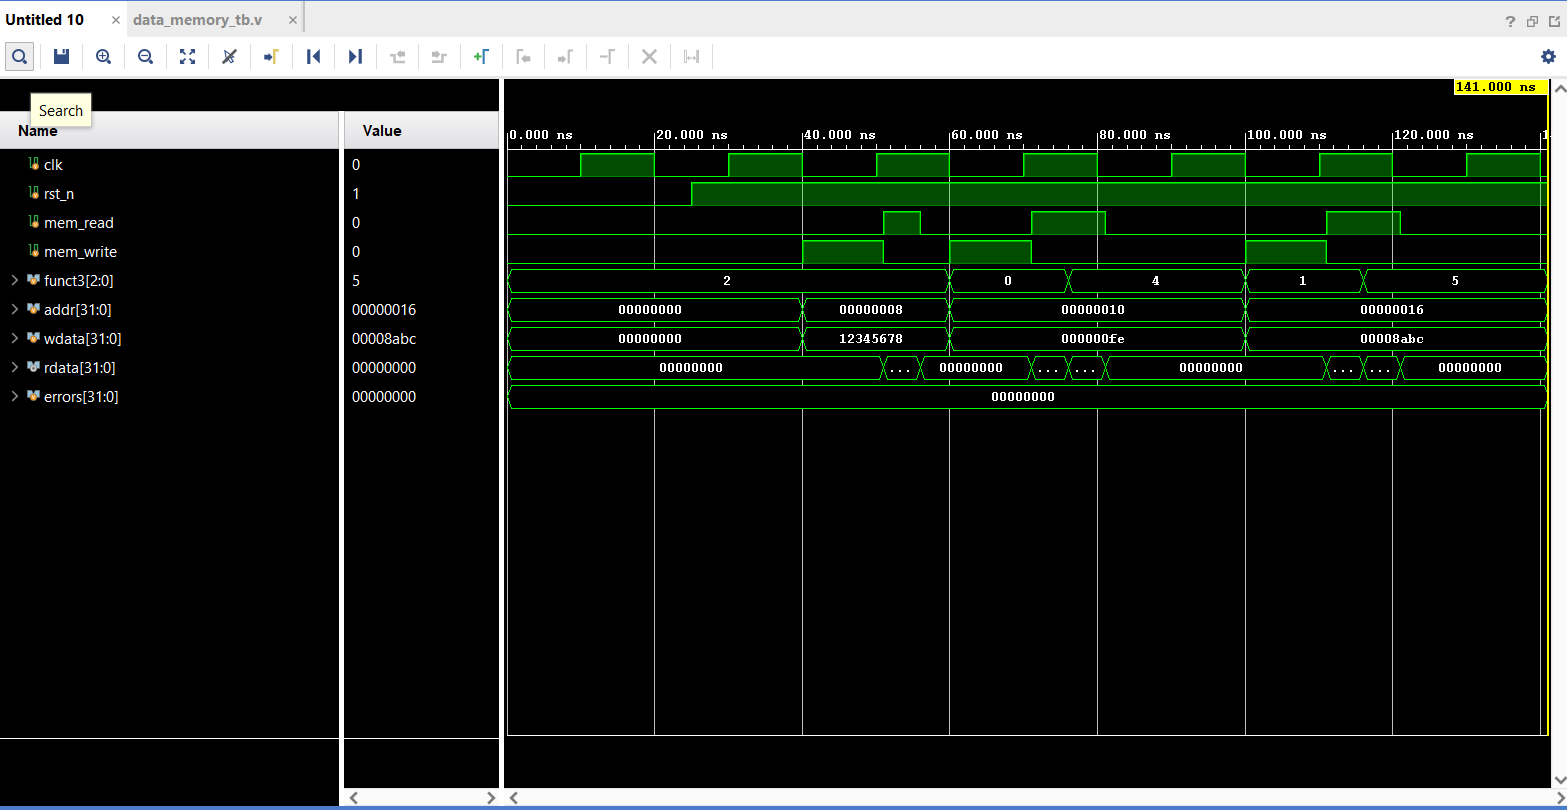 Untitled 10 × data_memory_tb.v ×
?
141.000 ns
Search
Name Value
0.000 ns 20.000 ns 40.000 ns 60.000 ns 80.000 ns 100.000 ns 120.000 ns 1
clk 0
rst_n 1
mem_read 0
mem_write 0
funct3[2:0] 5 2 0 4 1 5
addr[31:0] 00000016 00000000 00000008 00000010 00000016
wdata[31:0] 00008abc 00000000 12345678 000000fe 00008abc
rdata[31:0] 00000000 00000000 ... 00000000 ... ... 00000000 ... ... 00000000
errors[31:0] 00000000 00000000